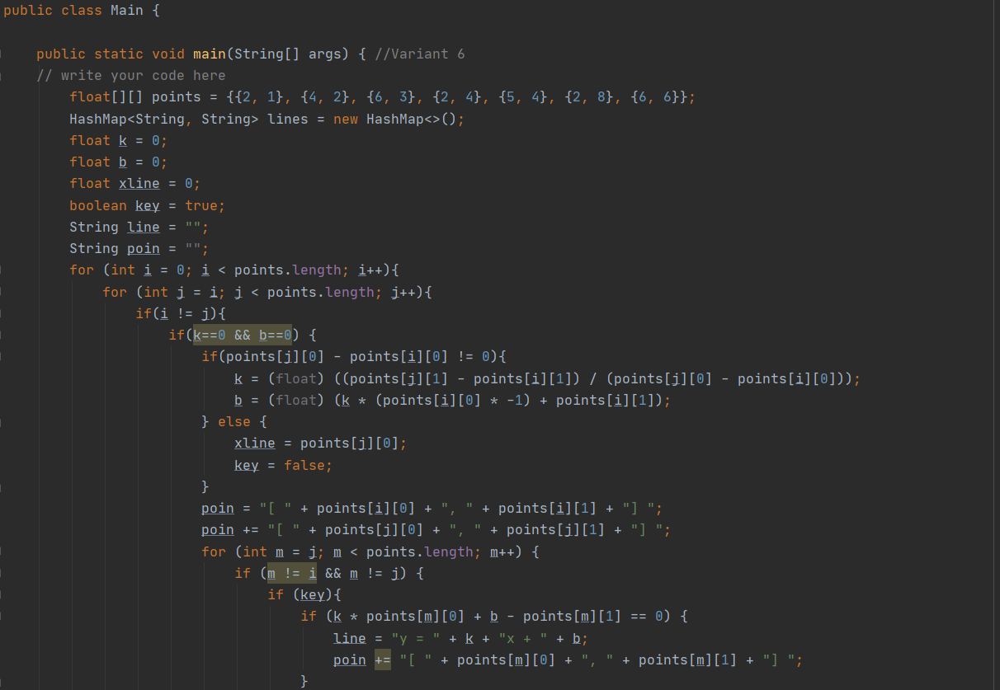 public class Main {
public static void main(String[] args) { //Variant 6
// write your code here
float[][] points = {{2, 1}, {4, 2}, {6, 3}, {2, 4}, {5, 4}, {2, 8}, {6, 6}};
HashMap<String, String> lines = new HashMap<>();
float k = 0;
float b = 0;
float xline = 0;
boolean key = true;
String line = "";
String poin = "";
for (int i = 0; i < points.length; i++){
for (int j = i; j < points.length; j++){
if(i != j){
if(k==0 && b==0) {
if(points[j][0] - points[i][0] != 0){
k = (float) ((points[j][1] - points[i][1]) / (points[j][0] - points[i][0]));
b = (float) (k * (points[i][0] * -1) + points[i][1]);
} else {
xline = points[j][0];
key = false;
}
poin = "[ " + points[i][0] + ", " + points[i][1] + "] ";
poin += "[ " + points[j][0] + ", " + points[j][1] + "] ";
for (int m = j; m < points.length; m++) {
if (m != i && m != j) {
if (key){
if (k * points[m][0] + b - points[m][1] == 0) {
line = "y = " + k + "x + " + b;
poin += "[ " + points[m][0] + ", " + points[m][1] + "] ";
}